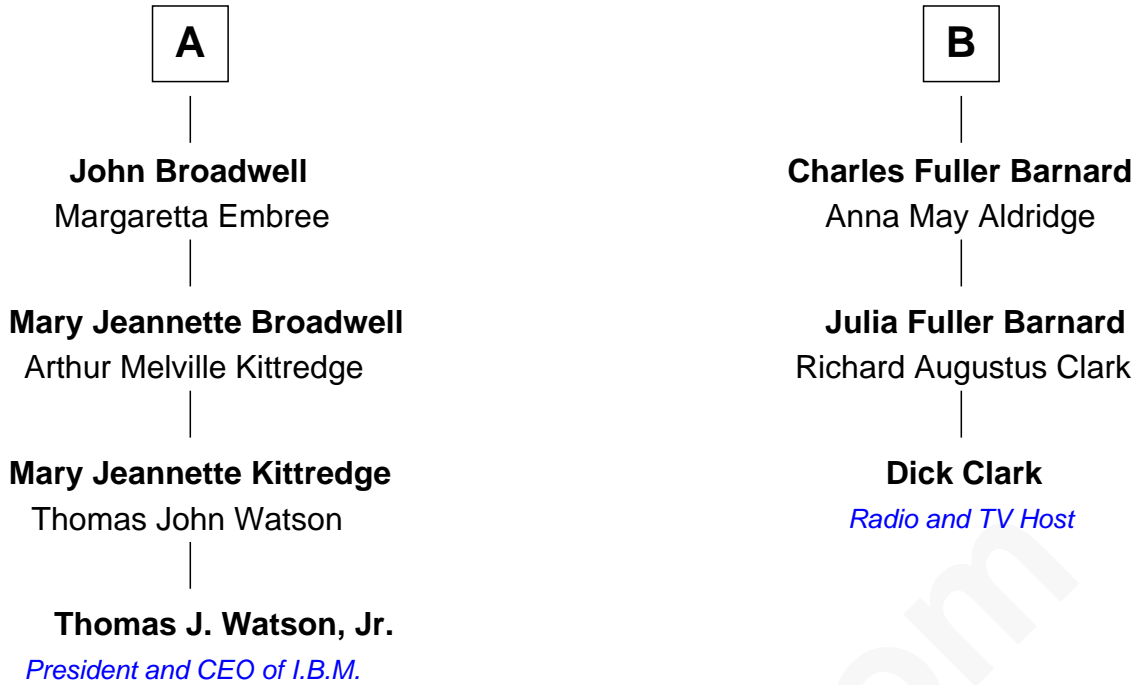 A
John Broadwell
Margaretta Embree
Mary Jeannette Broadwell
Arthur Melville Kittredge
Mary Jeannette Kittredge
Thomas John Watson
Thomas J. Watson, Jr.
President and CEO of I.B.M.
B
Charles Fuller Barnard
Anna May Aldridge
Julia Fuller Barnard
Richard Augustus Clark
Dick Clark
Radio and TV Host
om